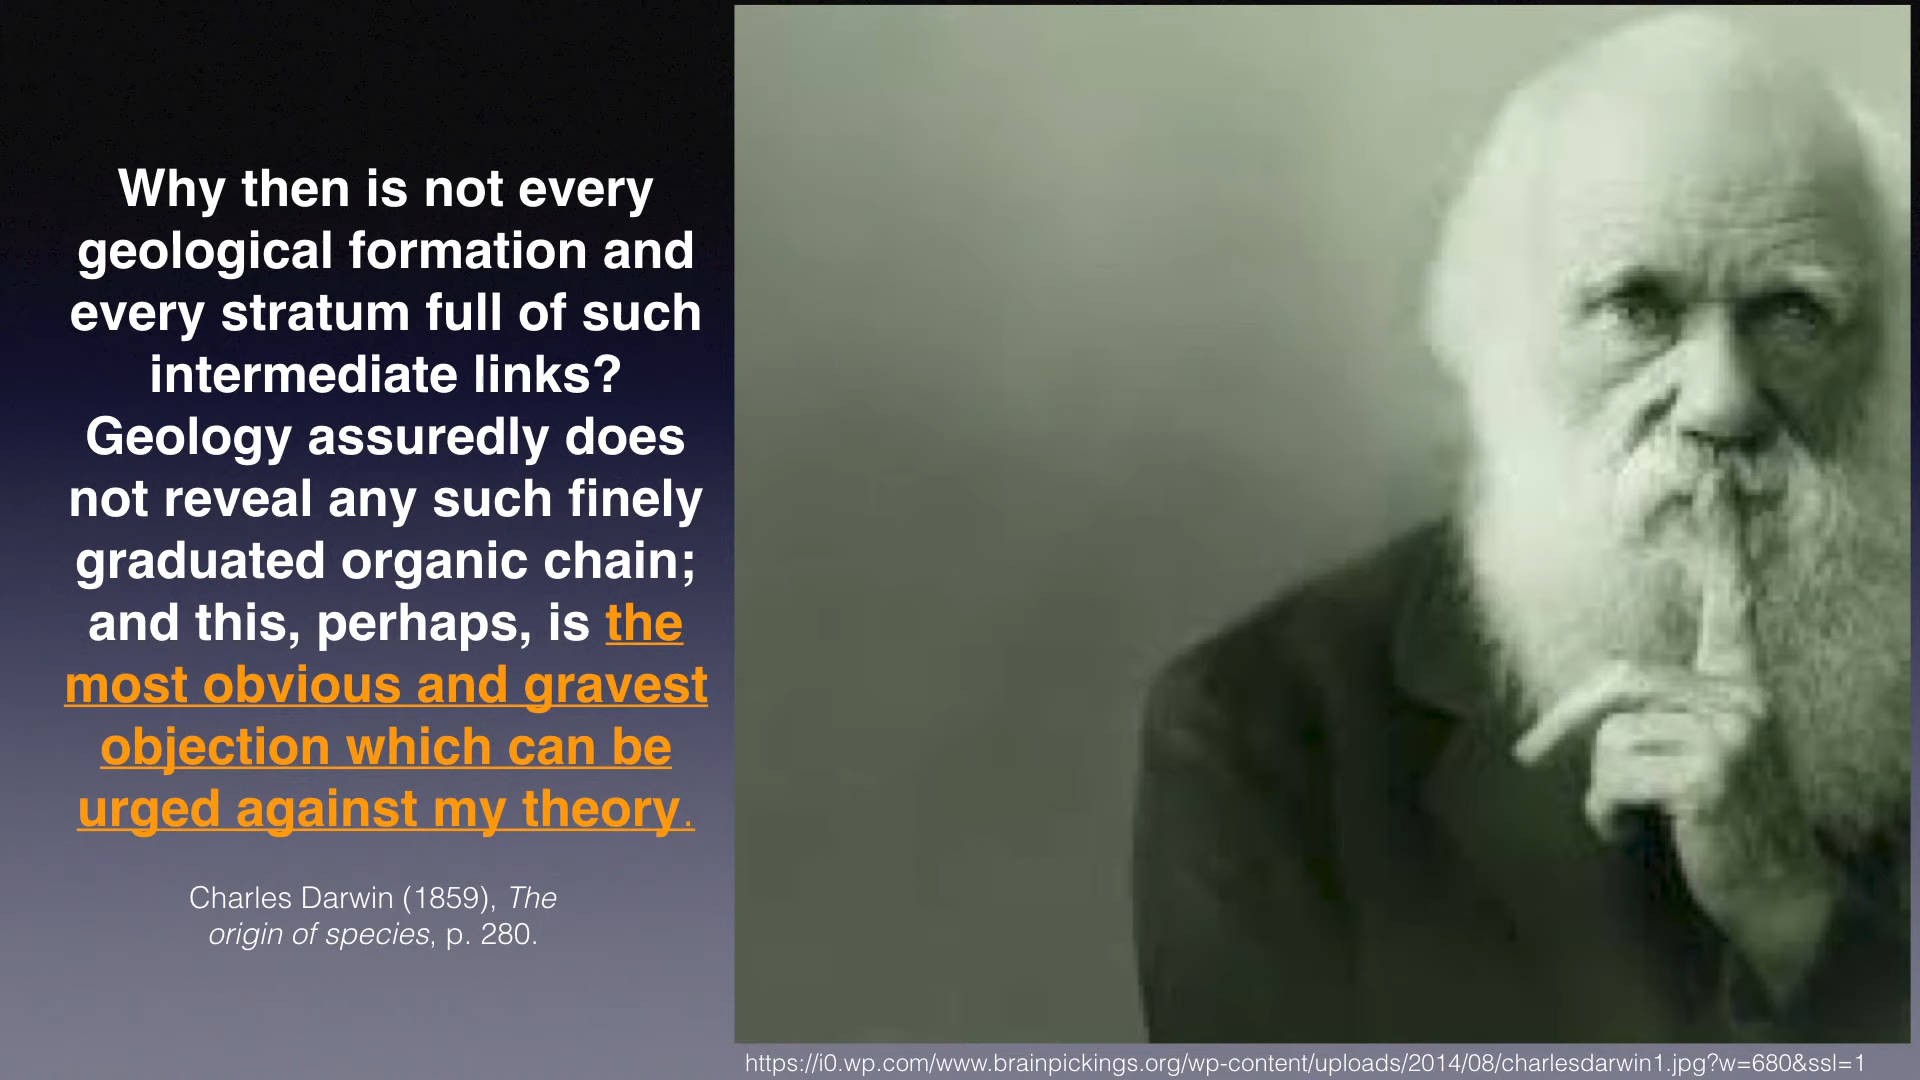 Why then is not every
geological formation and
every stratum full of such
intermediate links?
Geology assuredly does
not reveal any such finely
graduated organic chain;
and this, perhaps, is the
most obvious and gravest
objection which can be
urged against my theory.
Charles Darwin (1859), The
origin of species, p. 280.
https://i0.wp.com/www.brainpickings.org/wp-content/uploads/2014/08/charlesdarwin1.jpg?w=680&ssl=1